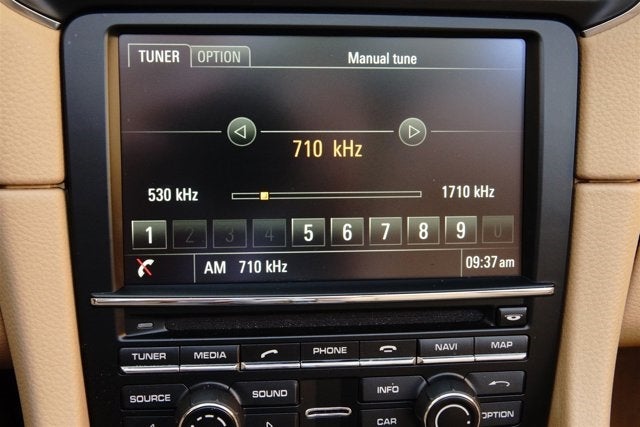 TUNER OPTION Manual tune
710 kHz
530 kHz 1710 kHz
1 2 3 4 5 6 7 8 9 0
AM 710 kHz 09:37 am
TUNER MEDIA PHONE NAVI MAP
SOURCE SOUND INFO
CAR OPTION